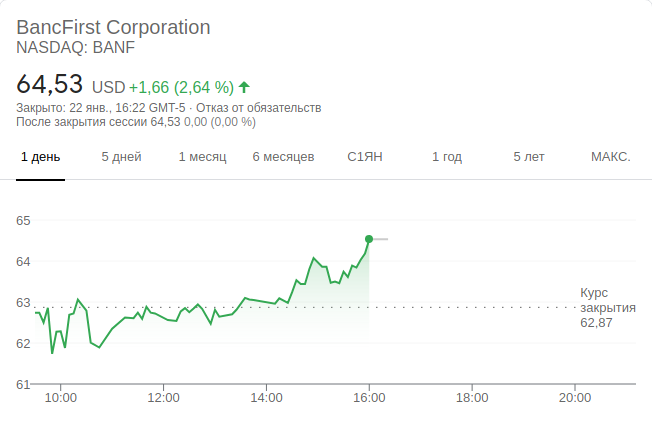 BancFirst Corporation
NASDAQ: BANF
64,53 USD +1,66 (2,64 %)
Закрыто: 22 янв., 16:22 GMT-5 · Отказ от обязательств
После закрытия сессии 64,53 0,00 (0,00 %)
1 день 5 дней 1 месяц 6 месяцев С1ЯН 1 год 5 лет МАКС.
65
64
63
62
61
Курс
закрытия
62,87
10:00 12:00 14:00 16:00 18:00 20:00